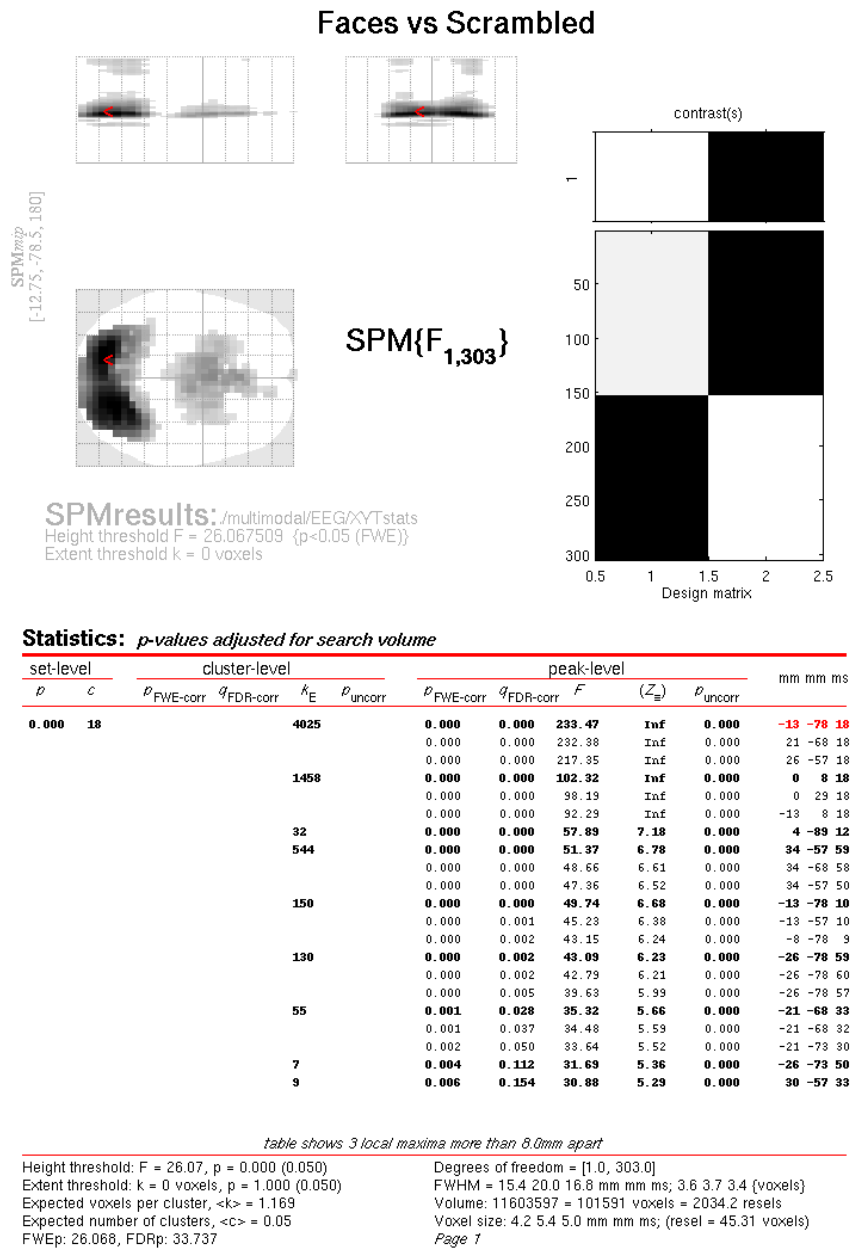 Faces vs Scrambled
contrast(s)
1
SPMmip
[-12.75, -78.5, 180]
SPM{F1,303}
50
100
150
200
250
300
0.5 1 1.5 2 2.5
Design matrix
SPMresults: ./multimodal/EEG/XYTstats
Height threshold F = 26.067509 {p<0.05 (FWE)}
Extent threshold k = 0 voxels
Statistics: p-values adjusted for search volume
set-level cluster-level peak-level mm mm ms
p c pFWE-corr qFDR-corr kE puncorr pFWE-corr qFDR-corr F (Z≡) puncorr
0.000 18 4025 0.000 0.000 233.47 Inf 0.000 -13 -78 18
0.000 0.000 232.38 Inf 0.000 21 -68 18
0.000 0.000 217.35 Inf 0.000 26 -57 18
1458 0.000 0.000 102.32 Inf 0.000 0 8 18
0.000 0.000 98.19 Inf 0.000 0 29 18
0.000 0.000 92.29 Inf 0.000 -13 8 18
32 0.000 0.000 57.89 7.18 0.000 4 -89 12
544 0.000 0.000 51.37 6.78 0.000 34 -57 59
0.000 0.000 48.66 6.61 0.000 34 -68 58
0.000 0.000 47.36 6.52 0.000 34 -57 50
150 0.000 0.000 49.74 6.68 0.000 -13 -78 10
0.000 0.001 45.23 6.38 0.000 -13 -57 10
0.000 0.002 43.15 6.24 0.000 -8 -78 9
130 0.000 0.002 43.09 6.23 0.000 -26 -78 59
0.000 0.002 42.79 6.21 0.000 -26 -78 60
0.000 0.005 39.63 5.99 0.000 -26 -78 57
55 0.001 0.028 35.32 5.66 0.000 -21 -68 33
0.001 0.037 34.48 5.59 0.000 -21 -68 32
0.002 0.050 33.64 5.52 0.000 -21 -73 30
7 0.004 0.112 31.69 5.36 0.000 -26 -73 50
9 0.006 0.154 30.88 5.29 0.000 30 -57 33
table shows 3 local maxima more than 8.0mm apart
Height threshold: F = 26.07, p = 0.000 (0.050)
Extent threshold: k = 0 voxels, p = 1.000 (0.050)
Expected voxels per cluster, <k> = 1.169
Expected number of clusters, <c> = 0.05
FWEp: 26.068, FDRp: 33.737
Degrees of freedom = [1.0, 303.0]
FWHM = 15.4 20.0 16.8 mm mm ms; 3.6 3.7 3.4 {voxels}
Volume: 11603597 = 101591 voxels = 2034.2 resels
Voxel size: 4.2 5.4 5.0 mm mm ms; (resel = 45.31 voxels)
Page 1